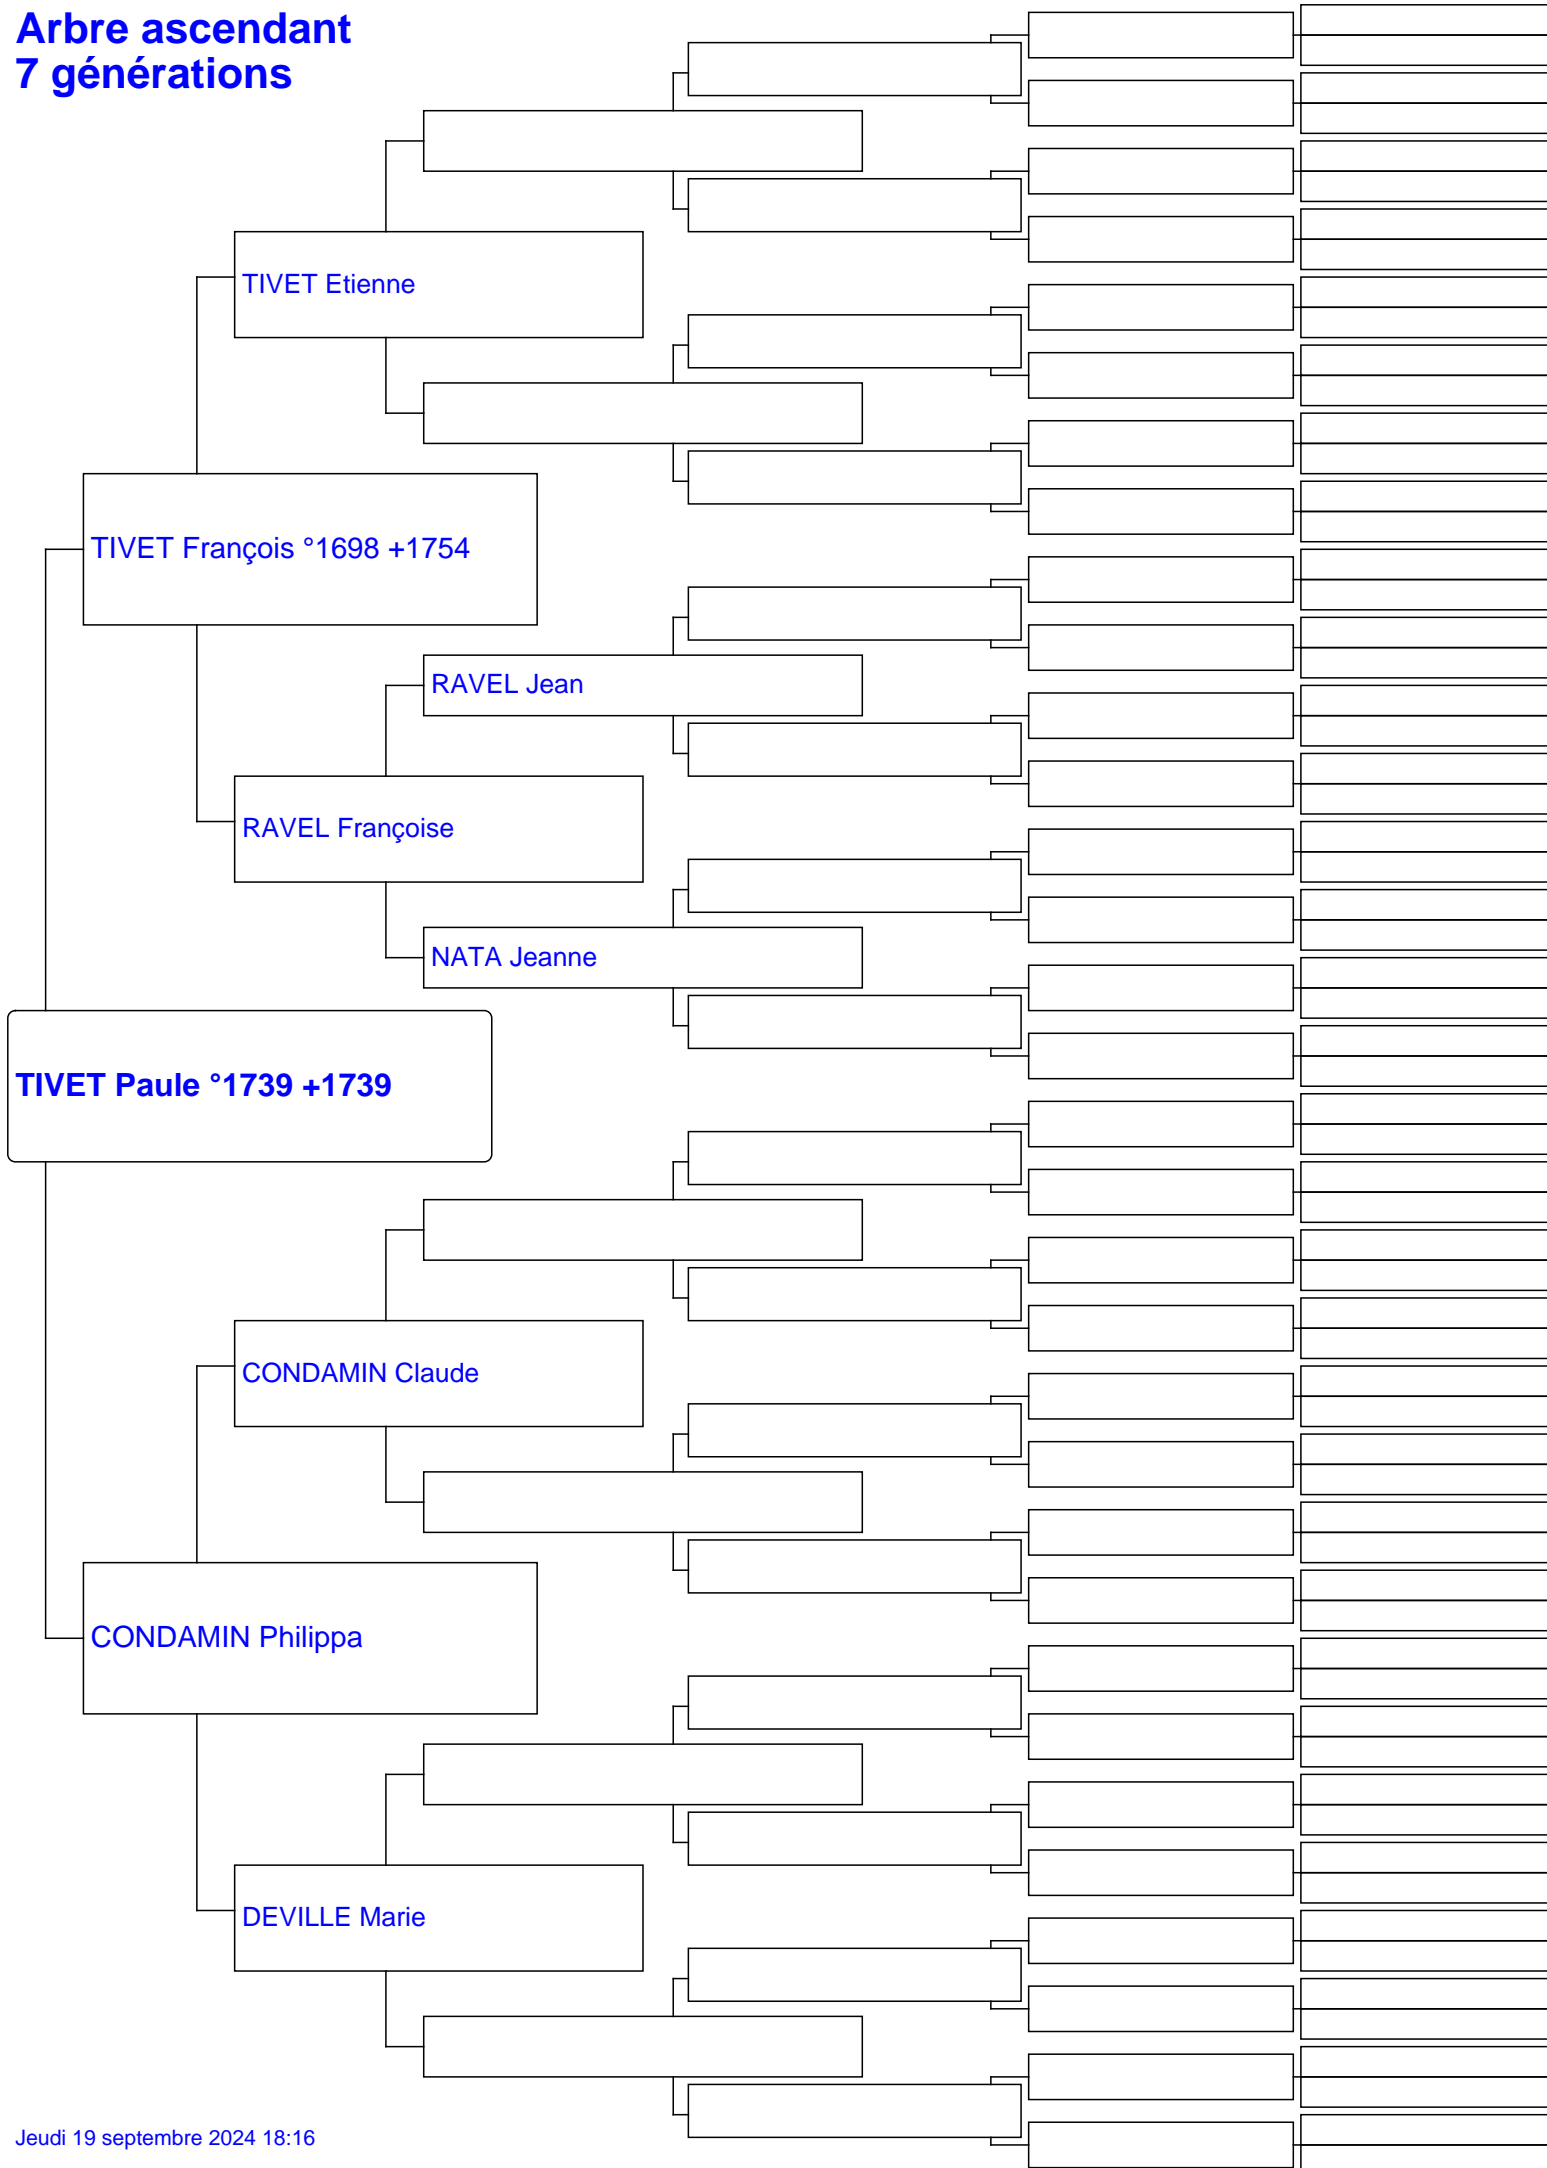 Arbre ascendant
7 générations
TIVET Etienne
TIVET François °1698 +1754
RAVEL Jean
RAVEL Françoise
NATA Jeanne
TIVET Paule °1739 +1739
CONDAMIN Claude
CONDAMIN Philippa
DEVILLE Marie
Jeudi 19 septembre 2024 18:16